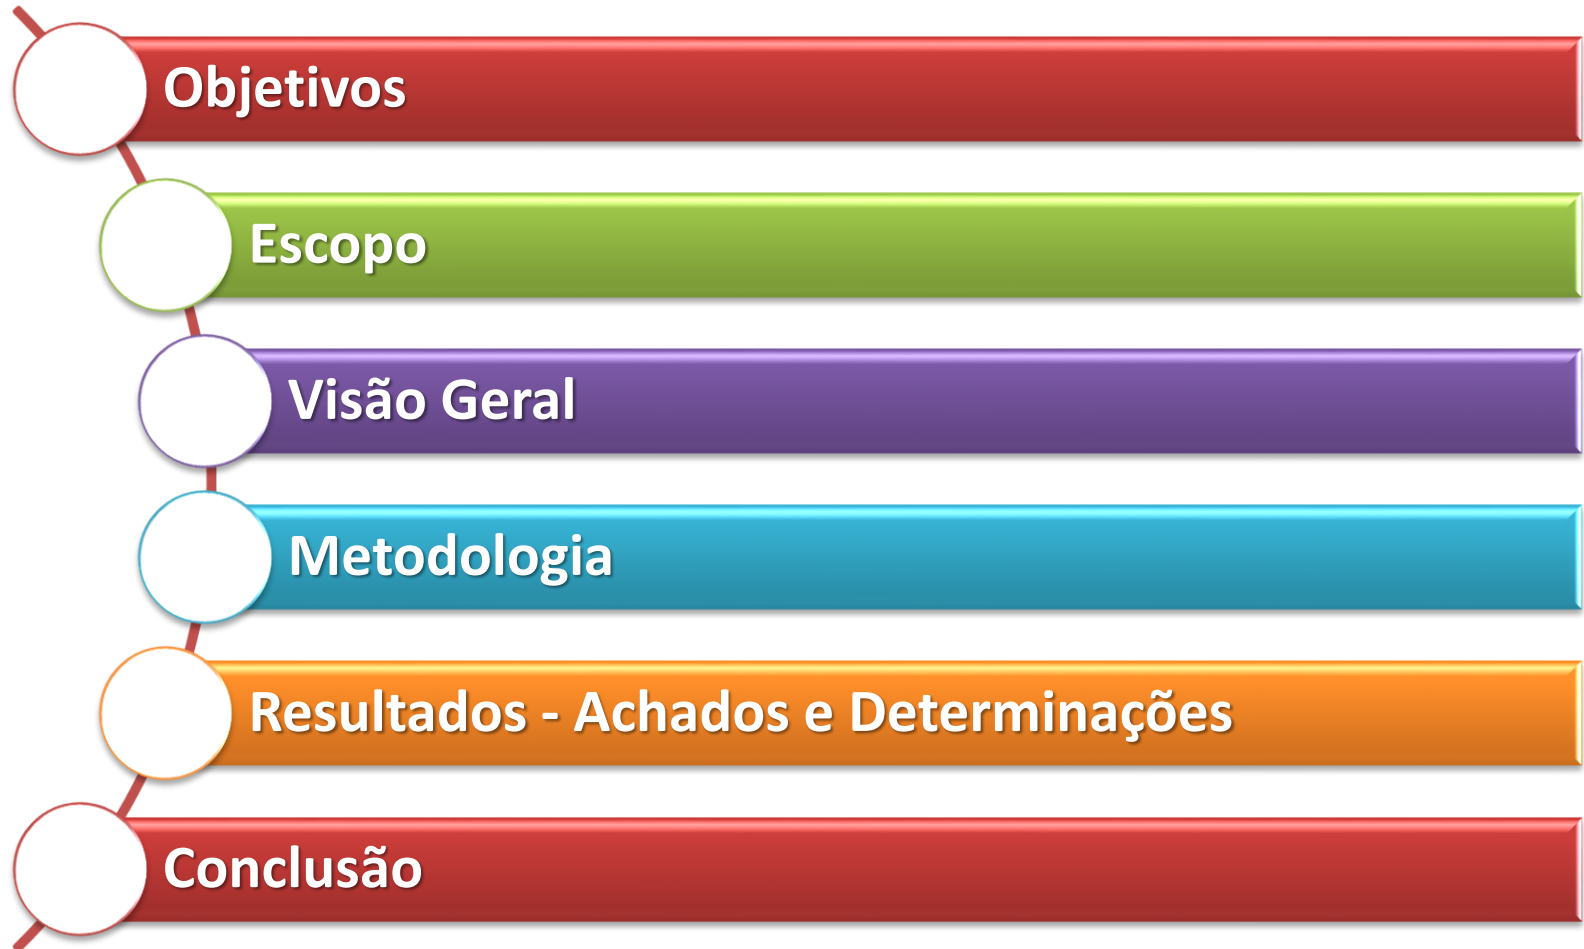 Objetivos
Escopo
Visão Geral
Metodologia
Resultados - Achados e Determinações
Conclusão